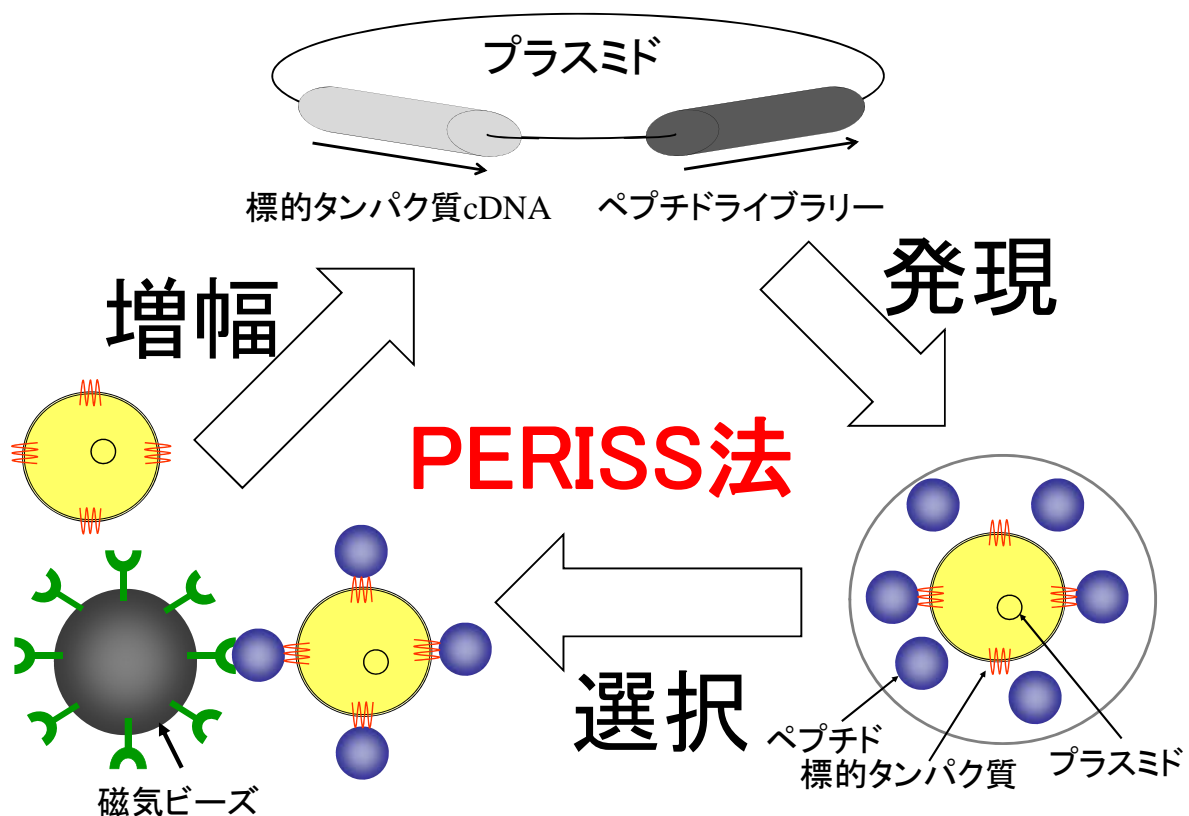 プラスミド
標的タンパク質cDNA
ペプチドライブラリー
増幅
発現
PERISS法
選択
ペプチド
標的タンパク質
プラスミド
磁気ビーズ